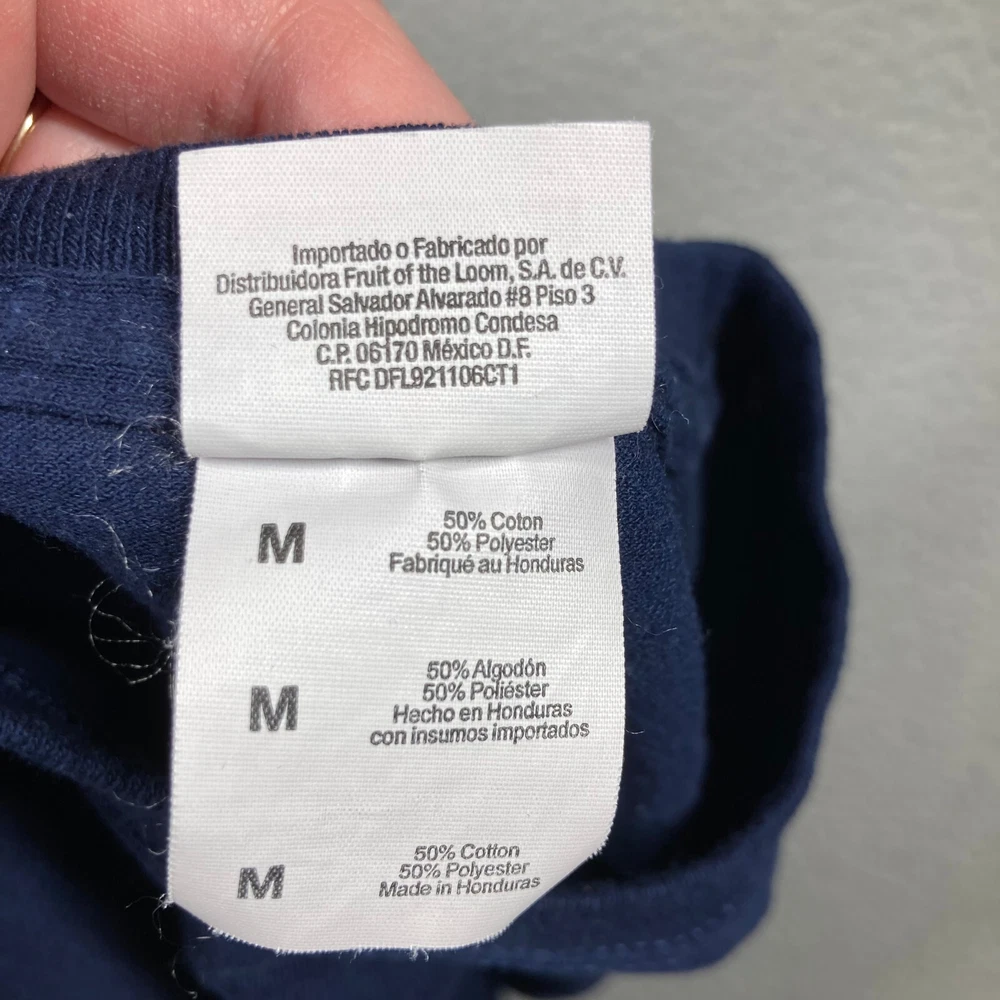 Importado o Fabricado por
Distribuidora Fruit of the Loom, S.A. de C.V.
General Salvador Alvarado #8 Piso 3
Colonia Hipodromo Condesa
C.P. 06170 México D.F.
RFC DFL921106CT1
M
50% Coton
50% Polyester
Fabriqué au Honduras
M
50% Algodón
50% Poliéster
Hecho en Honduras
con insumos importados
M
50% Cotton
50% Polyester
Made in Honduras